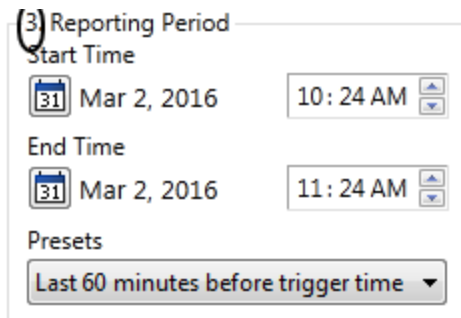 3. Reporting Period
Start Time
31 Mar 2, 2016 10:24 AM
End Time
31 Mar 2, 2016 11:24 AM
Presets
Last 60 minutes before trigger time